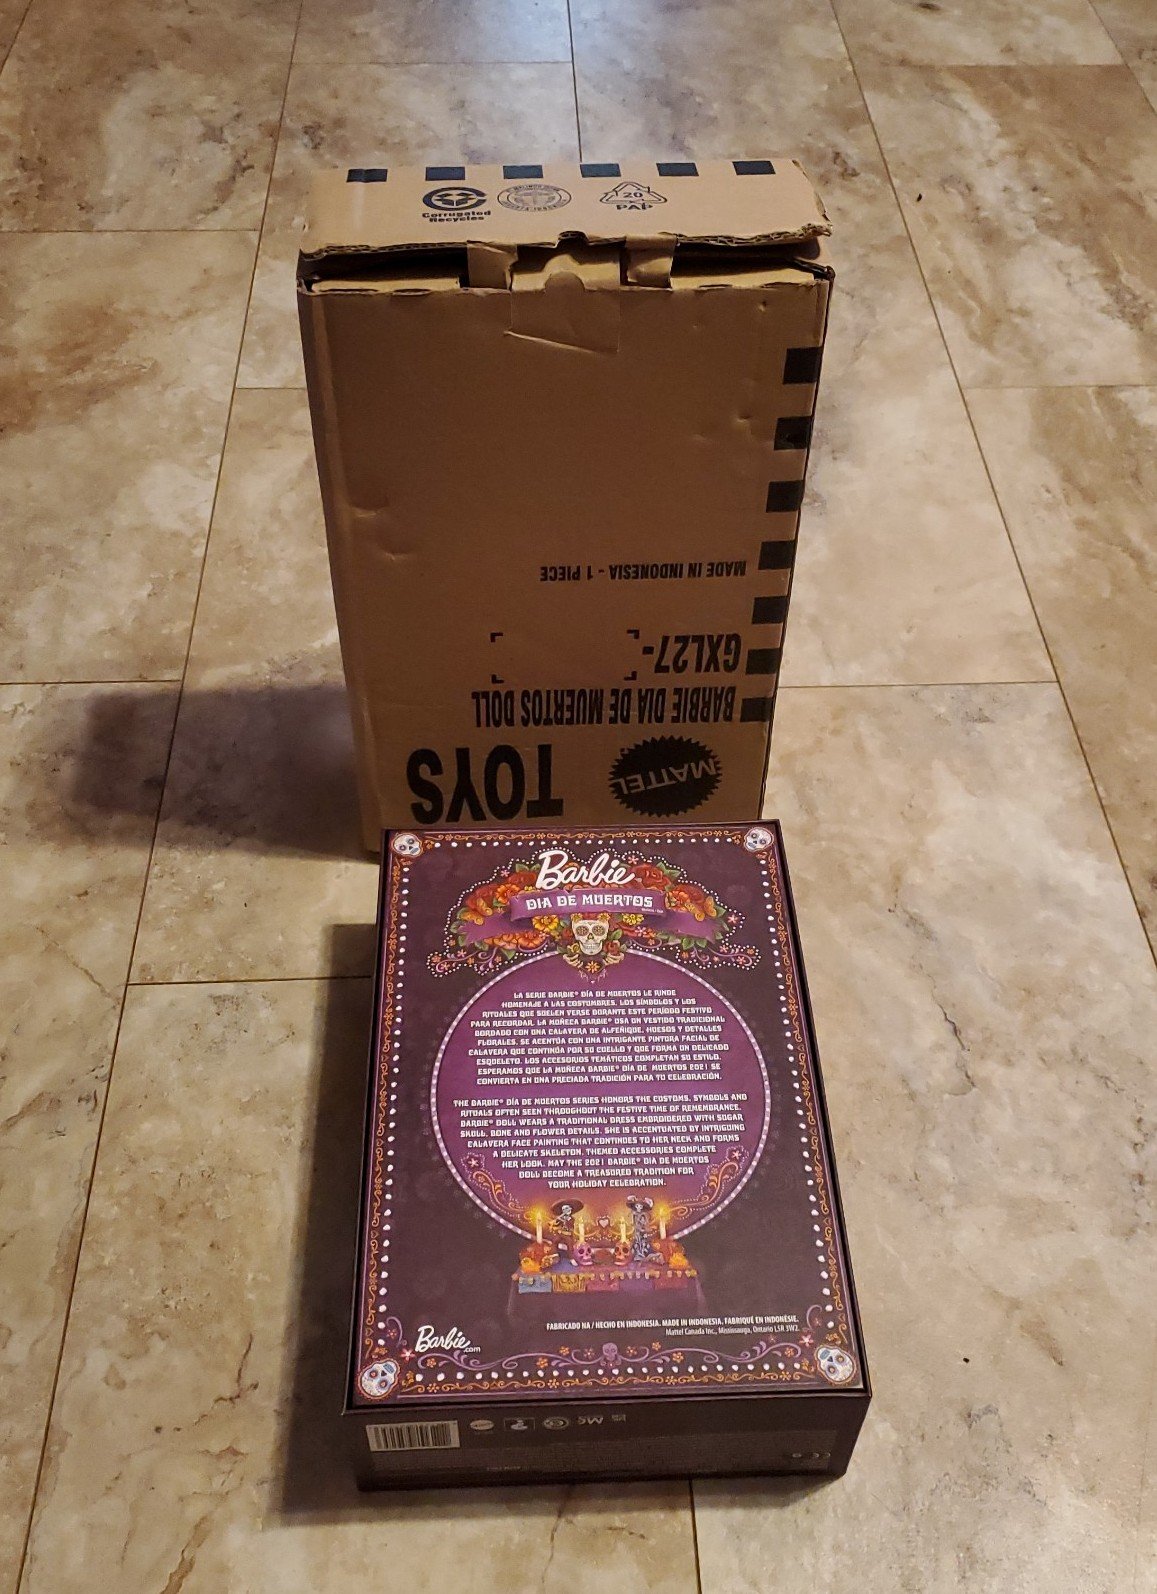 Corrugated
Recycles
20
PAP
MADE IN INDONESIA - 1 PIECE
GXL27-
BARBIE DIA DE MUERTOS DOLL
MATTEL
TOYS
Barbie
DIA DE MUERTOS
LA SERIE BARBIE® DÍA DE MUERTOS LE RINDE
HOMENAJE A LAS COSTUMBRES, LOS SÍMBOLOS Y LOS
RITUALES QUE SUELEN VERSE DURANTE ESTE PERÍODO FESTIVO
PARA RECORDAR. LA MUÑECA BARBIE® USA UN VESTIDO TRADICIONAL
BORDADO CON UNA CALAVERA DE ALFEÑIQUE, HUESOS Y DETALLES
FLORALES. SE ACENTÚA CON UNA INTRIGANTE PINTURA FACIAL DE
CALAVERA QUE CONTINÚA POR SU CUELLO Y QUE FORMA UN DELICADO
ESQUELETO. LOS ACCESORIOS TEMÁTICOS COMPLETAN SU ESTILO.
ESPERAMOS QUE LA MUÑECA BARBIE® DÍA DE MUERTOS 2021 SE
CONVIERTA EN UNA PRECIADA TRADICIÓN PARA TU CELEBRACIÓN.
THE BARBIE® DÍA DE MUERTOS SERIES HONORS THE CUSTOMS, SYMBOLS AND
RITUALS OFTEN SEEN THROUGHOUT THE FESTIVE TIME OF REMEMBRANCE.
BARBIE® DOLL WEARS A TRADITIONAL DRESS EMBROIDERED WITH SUGAR
SKULL, BONE AND FLOWER DETAILS. SHE IS ACCENTUATED BY INTRIGUING
CALAVERA FACE PAINTING THAT CONTINUES TO HER NECK AND FORMS
A DELICATE SKELETON. THEMED ACCESSORIES COMPLETE
HER LOOK. MAY THE 2021 BARBIE® DIA DE MUERTOS
DOLL BECOME A TREASURED TRADITION FOR
YOUR HOLIDAY CELEBRATION.
FABRICADO NA / HECHO EN INDONESIA. MADE IN INDONESIA. FABRIQUÉ EN INDONÉSIE.
Mattel Canada Inc., Mississauga, Ontario L5R 3W2.
Barbie.com